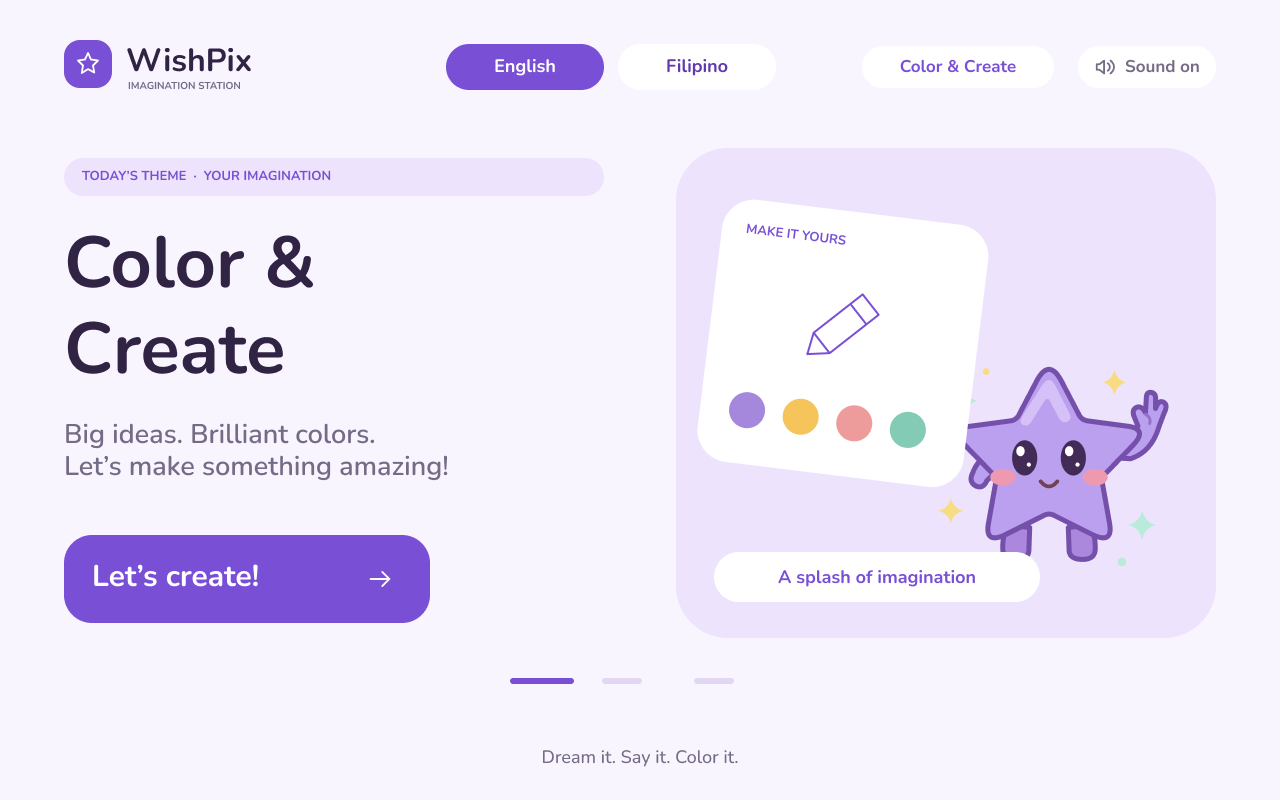 WishPix
IMAGINATION STATION
English
Filipino
Color & Create
Sound on
TODAY’S THEME · YOUR IMAGINATION
Color &
Create
Big ideas. Brilliant colors.
Let’s make something amazing!
Let’s create!
MAKE IT YOURS
A splash of imagination
Dream it. Say it. Color it.